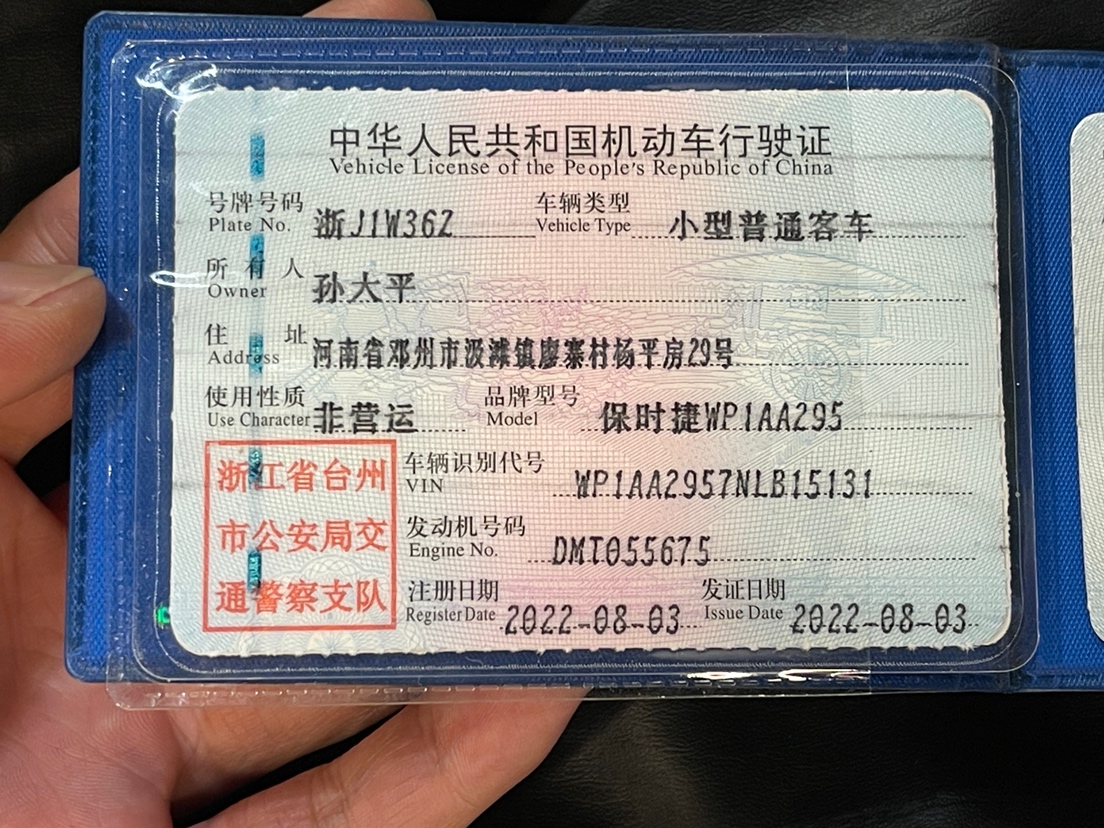 中华人民共和国机动车行驶证
Vehicle License of the People's Republic of China
号牌号码 浙J1W36Z 车辆类型 小型普通客车
Plate No. Vehicle Type
所有人 孙大平
Owner
住址 河南省邓州市汲滩镇廖寨村杨平房29号
Address
使用性质 非营运 品牌型号 保时捷WP1AA295
Use Character Model
车辆识别代号 WP1AA2957NLB15131
VIN
发动机号码 DMT055675
Engine No.
注册日期 2022-08-03 发证日期 2022-08-03
Register Date Issue Date
浙江省台州
市公安局交
通警察支队